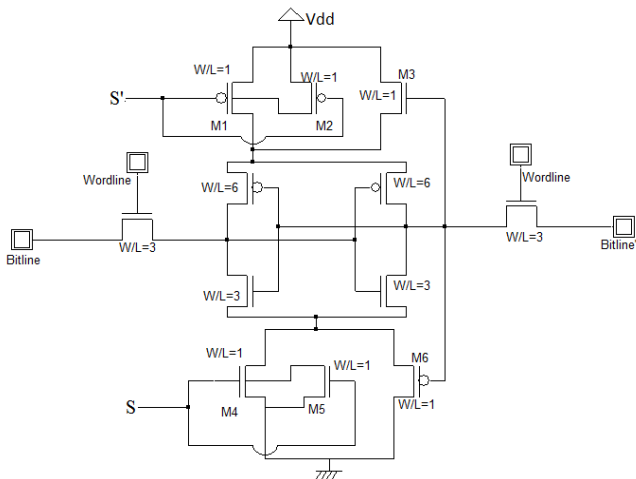 Vdd
W/L=1
W/L=1
M3
W/L=1
S'
M1
M2
Wordline
W/L=6
W/L=6
Wordline
W/L=3
W/L=3
Bitline
Bitline'
W/L=3
W/L=3
W/L=1
W/L=1
M6
S
M4
M5
W/L=1